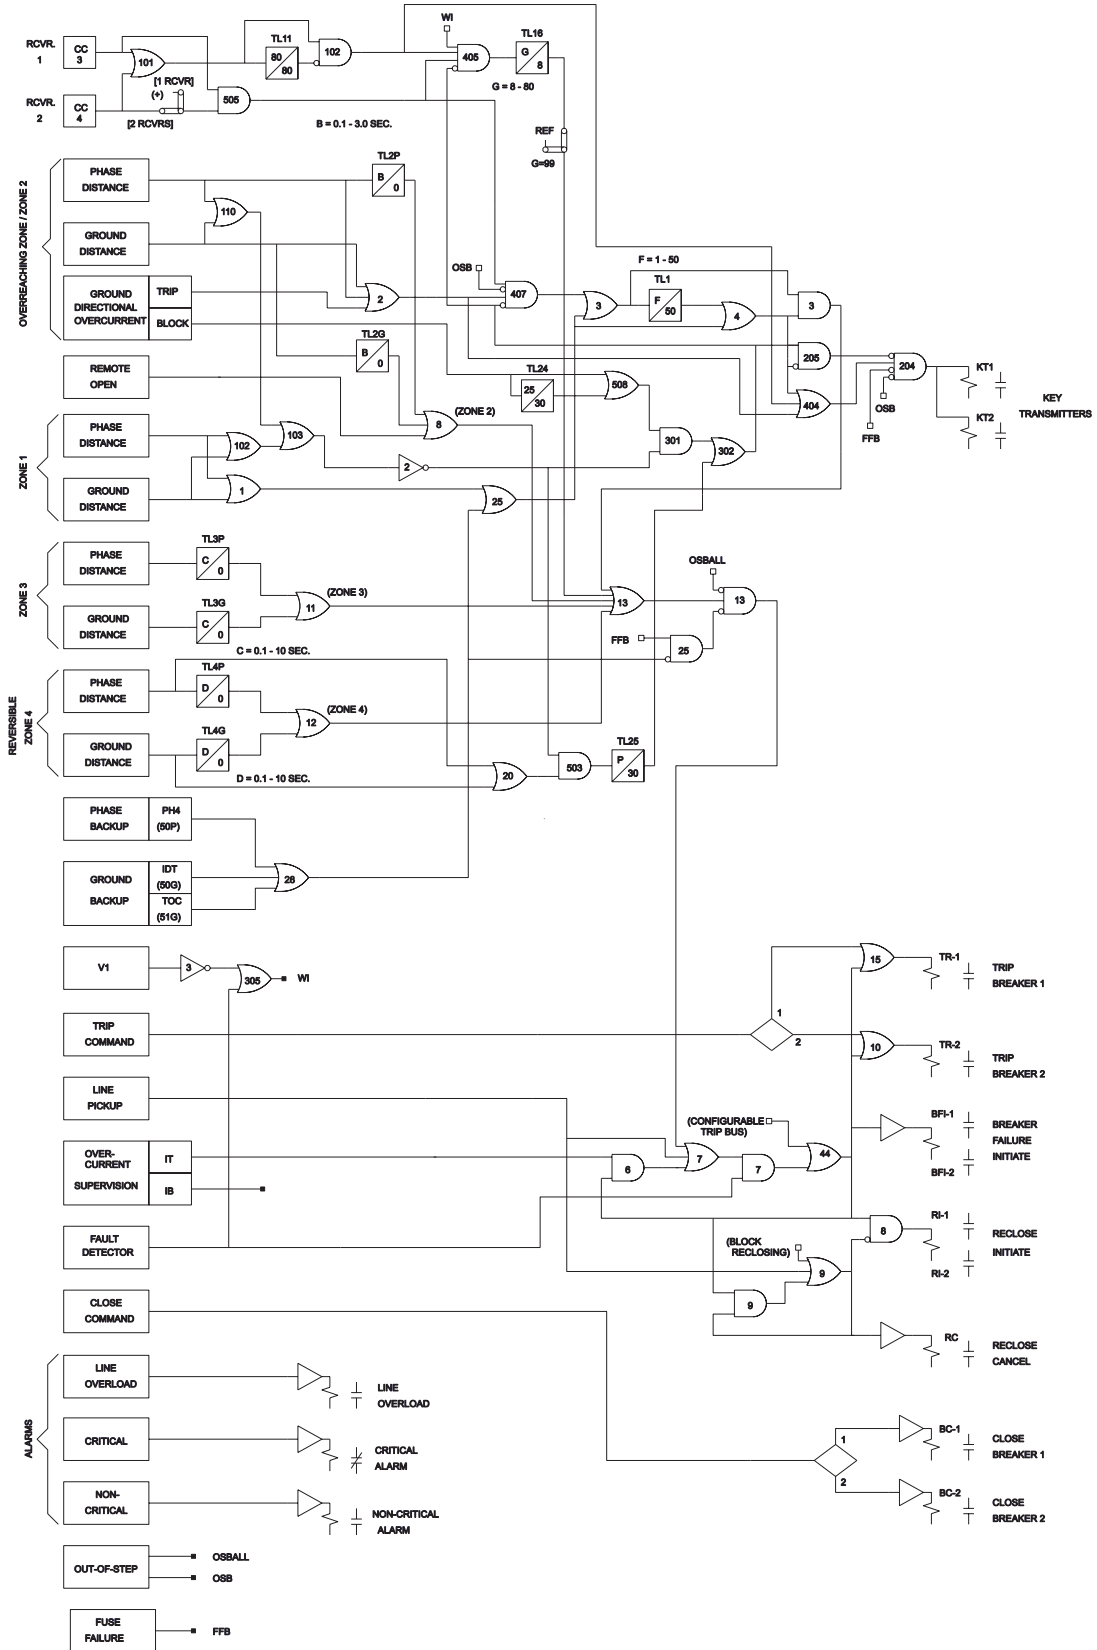 RCVR.
1
CC
3
101
TL11
80
80
102
WI
405
TL16
G
8
G = 8 - 80
RCVR.
2
CC
4
[1 RCVR]
(+)
[2 RCVRS]
505
B = 0.1 - 3.0 SEC.
REF
G=99
OVERREACHING ZONE / ZONE 2
PHASE
DISTANCE
TL2P
B
0
110
GROUND
DISTANCE
GROUND
DIRECTIONAL
OVERCURRENT
TRIP
BLOCK
2
OSB
407
3
F = 1 - 50
TL1
F
50
4
3
TL2G
B
0
205
204
KT1
KT2
KEY
TRANSMITTERS
OSB
FFB
404
REMOTE
OPEN
TL24
25
30
508
8
(ZONE 2)
ZONE 1
PHASE
DISTANCE
102
103
2
301
302
GROUND
DISTANCE
1
25
ZONE 3
PHASE
DISTANCE
TL3P
C
0
GROUND
DISTANCE
TL3G
C
0
11
(ZONE 3)
C = 0.1 - 10 SEC.
13
OSBALL
13
FFB
25
REVERSIBLE
ZONE 4
PHASE
DISTANCE
TL4P
D
0
GROUND
DISTANCE
TL4G
D
0
12
(ZONE 4)
D = 0.1 - 10 SEC.
20
503
TL25
P
30
PHASE
BACKUP
PH4
(50P)
GROUND
BACKUP
IDT
(50G)
TOC
(51G)
28
V1
3
305
WI
TRIP
COMMAND
1
2
15
TR-1
TRIP
BREAKER 1
10
TR-2
TRIP
BREAKER 2
LINE
PICKUP
(CONFIGURABLE
TRIP BUS)
BFI-1
BREAKER
FAILURE
INITIATE
BFI-2
OVER-
CURRENT
SUPERVISION
IT
IB
6
7
7
44
FAULT
DETECTOR
8
RI-1
RECLOSE
INITIATE
RI-2
(BLOCK
RECLOSING)
9
9
CLOSE
COMMAND
RC
RECLOSE
CANCEL
ALARMS
LINE
OVERLOAD
LINE
OVERLOAD
CRITICAL
CRITICAL
ALARM
NON-
CRITICAL
NON-CRITICAL
ALARM
1
2
BC-1
CLOSE
BREAKER 1
BC-2
CLOSE
BREAKER 2
OUT-OF-STEP
OSBALL
OSB
FUSE
FAILURE
FFB